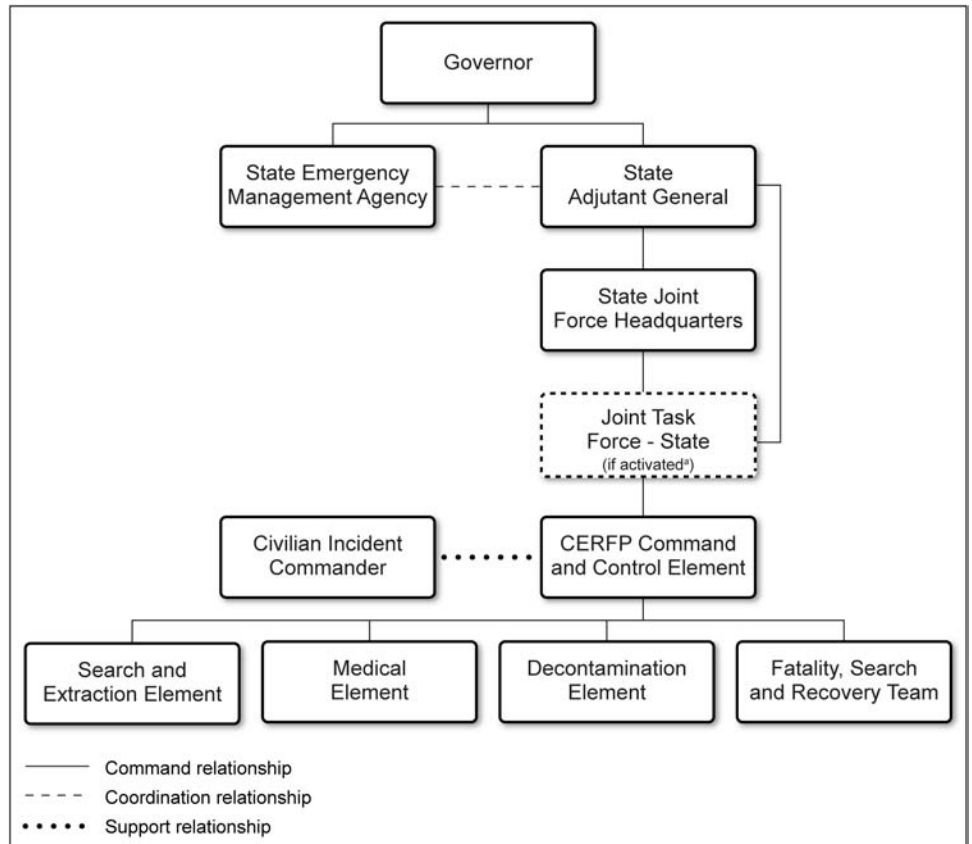 Governor
State Emergency
Management Agency
State
Adjutant General
State Joint
Force Headquarters
Joint Task
Force - State
(if activatedᵃ)
Civilian Incident
Commander
CERFP Command
and Control Element
Search and
Extraction Element
Medical
Element
Decontamination
Element
Fatality, Search
and Recovery Team
Command relationship
Coordination relationship
Support relationship